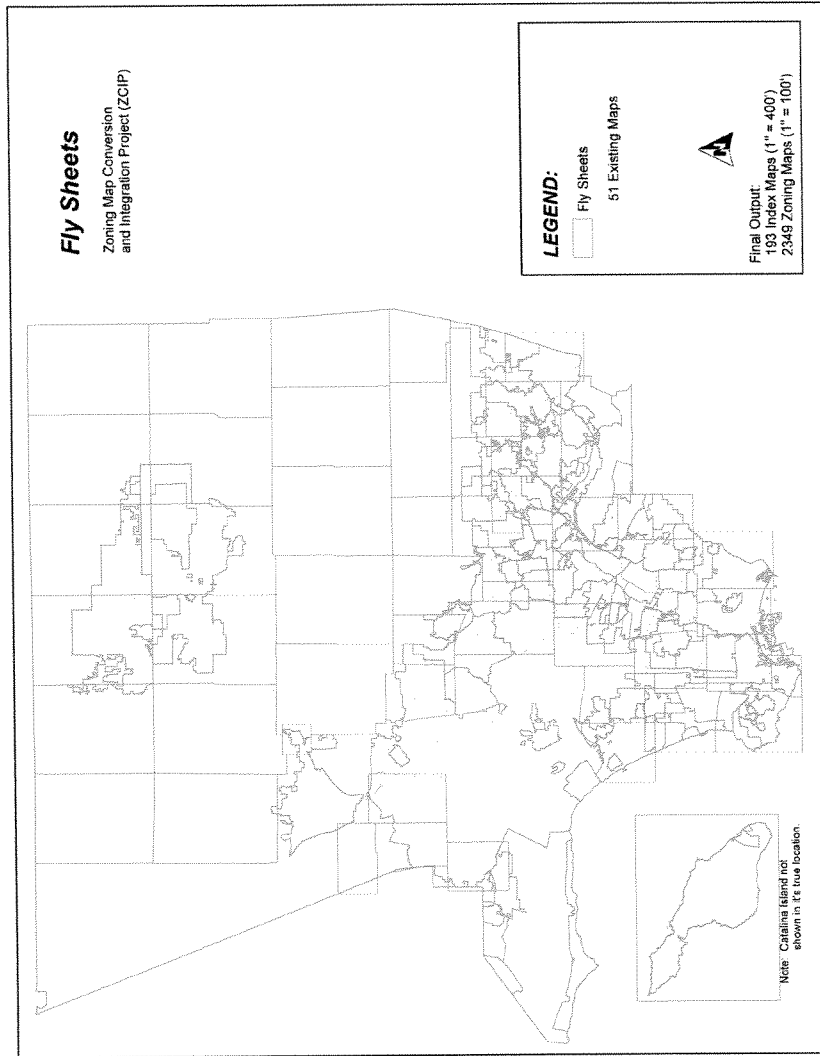 Fly Sheets
Zoning Map Conversion
and Integration Project (ZCIP)
LEGEND:
Fly Sheets
51 Existing Maps
N
Final Output:
193 Index Maps (1" = 400')
2349 Zoning Maps (1" = 100')
Note: Catalina Island not
shown in it's true location.